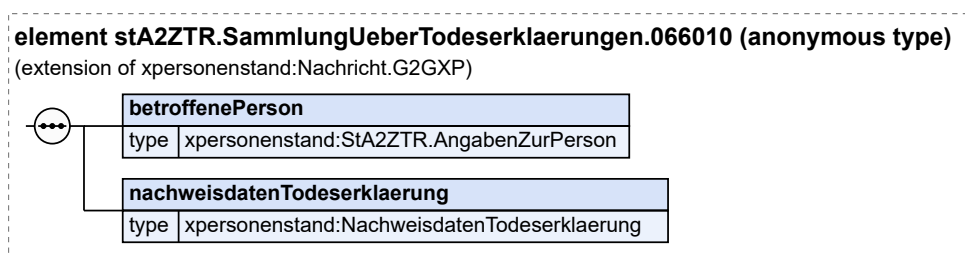 element stA2ZTR.SammlungUeberTodeserklaerungen.066010 (anonymous type)
(extension of xpersonenstand:Nachricht.G2GXP)
betroffenePerson
type xpersonenstand:StA2ZTR.AngabenZurPerson
nachweisdatenTodeserklaerung
type xpersonenstand:NachweisdatenTodeserklaerung